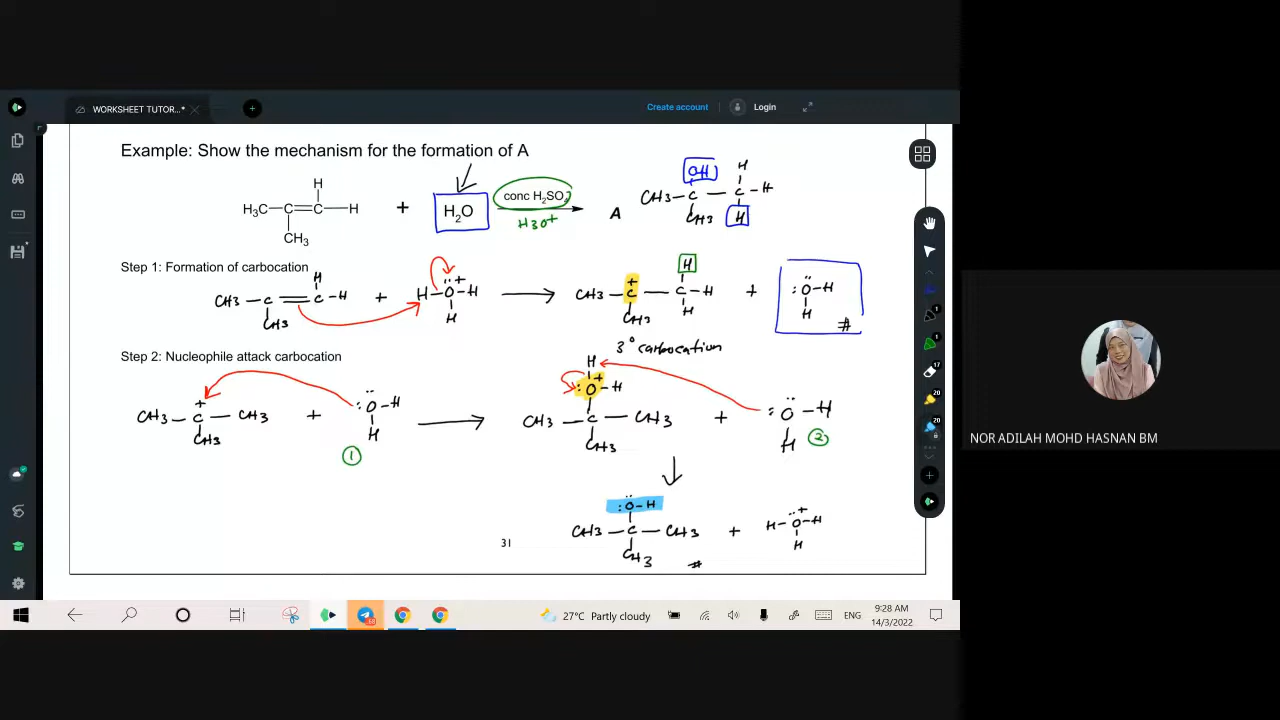 WORKSHEET TUTOR...*
Create account
Login
Example: Show the mechanism for the formation of A
H
H3C C C H
CH3
+
H2O
conc H2SO4
H3O+
A
OH H
CH3 C C H
CH3 H
Step 1: Formation of carbocation
H
CH3 C C H
CH3
+
H O+ H
H
+ H
CH3 C C H
CH3 H
+
:O H
H
#
3° carbocation
Step 2: Nucleophile attack carbocation
+
CH3 C CH3
CH3
+
:O H
H
1
H
:O+ H
CH3 C CH3
CH3
+
:O H
H
2
:O H
CH3 C CH3
CH3
#
+
H O+ H
H
31
NOR ADILAH MOHD HASNAN BM
27°C Partly cloudy
ENG
9:28 AM
14/3/2022